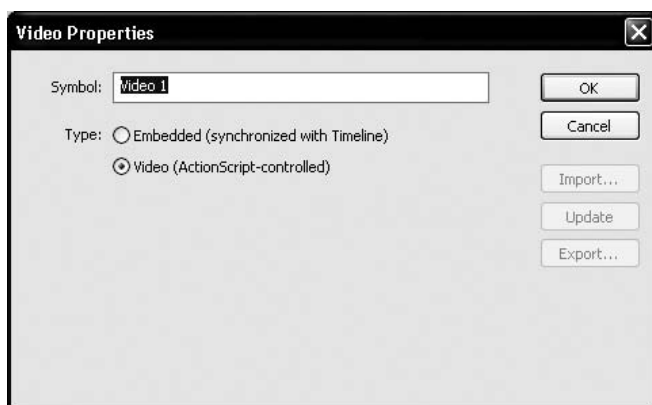 Video Properties
Symbol: Video 1
OK
Type: Embedded (synchronized with Timeline)
Cancel
Video (ActionScript-controlled)
Import...
Update
Export...